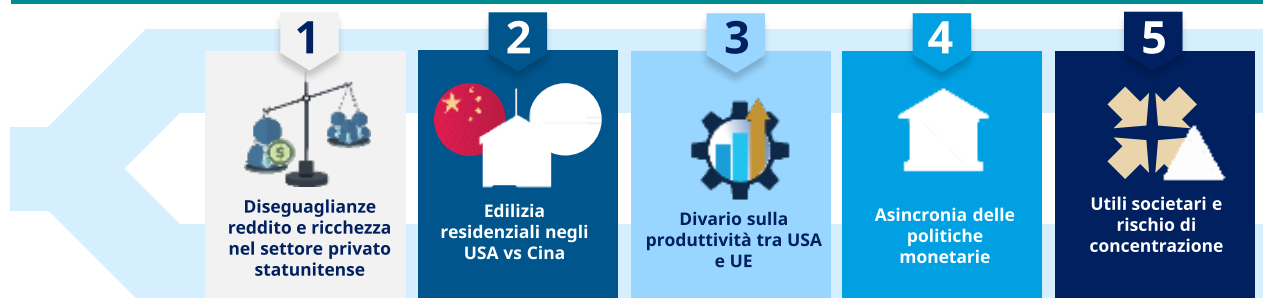 1
Diseguaglianze
reddito e ricchezza
nel settore privato
statunitense
2
Edilizia
residenziali negli
USA vs Cina
3
Divario sulla
produttività tra USA
e UE
4
Asincronia delle
politiche
monetarie
5
Utili societari e
rischio di
concentrazione